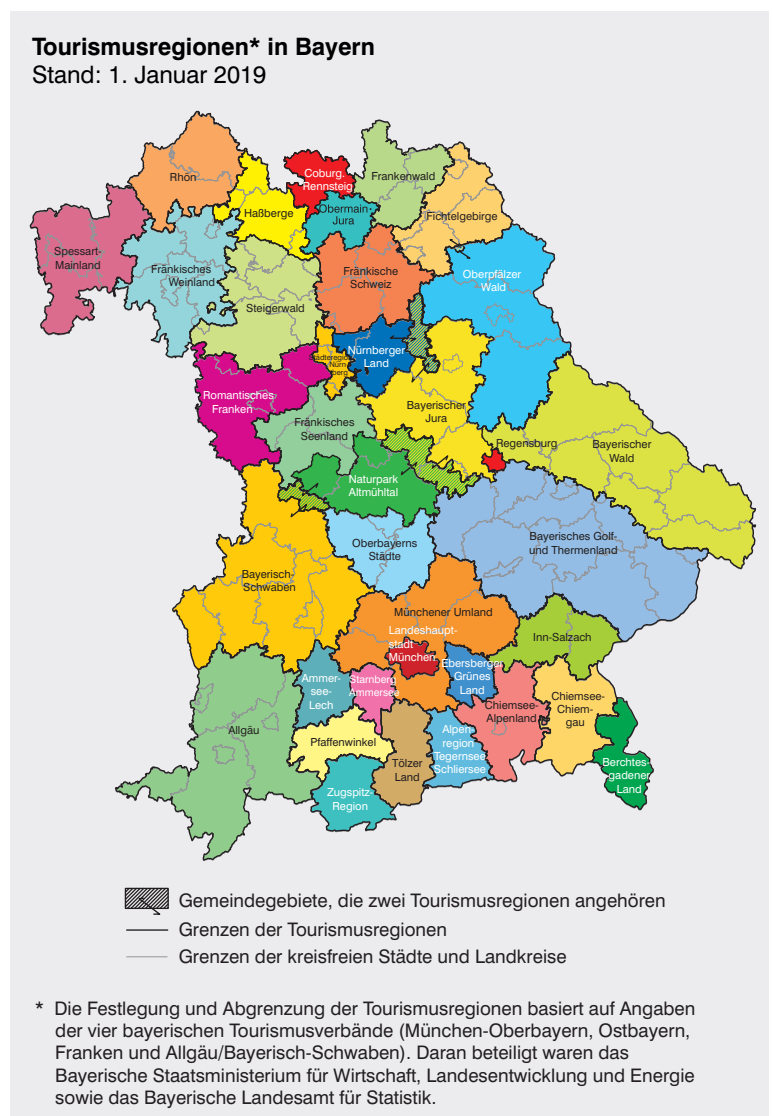 Tourismusregionen* in Bayern
Stand: 1. Januar 2019
Rhön
Coburg.
Rennsteig
Frankenwald
Haßberge
Obermain-
Jura
Fichtelgebirge
Spessart-
Mainland
Fränkisches
Weinland
Fränkische
Schweiz
Oberpfälzer
Wald
Steigerwald
Städteregion
Nürn-
berg
Nürnberger
Land
Romantisches
Franken
Bayerischer
Jura
Fränkisches
Seenland
Regensburg
Bayerischer
Wald
Naturpark
Altmühltal
Oberbayerns
Städte
Bayerisches Golf-
und Thermenland
Bayerisch-
Schwaben
Münchener Umland
Landeshaupt-
stadt
München
Inn-Salzach
Ammer-
see-
Lech
Starnberg
Ammersee
Ebersberger
Grünes
Land
Chiemsee-
Alpenland
Chiemsee-
Chiem-
gau
Allgäu
Pfaffenwinkel
Tölzer
Land
Alpen-
region
Tegernsee
Schliersee
Berchtes-
gadener
Land
Zugspitz-
Region
Gemeindegebiete, die zwei Tourismusregionen angehören
Grenzen der Tourismusregionen
Grenzen der kreisfreien Städte und Landkreise
* Die Festlegung und Abgrenzung der Tourismusregionen basiert auf Angaben
der vier bayerischen Tourismusverbände (München-Oberbayern, Ostbayern,
Franken und Allgäu/Bayerisch-Schwaben). Daran beteiligt waren das
Bayerische Staatsministerium für Wirtschaft, Landesentwicklung und Energie
sowie das Bayerische Landesamt für Statistik.